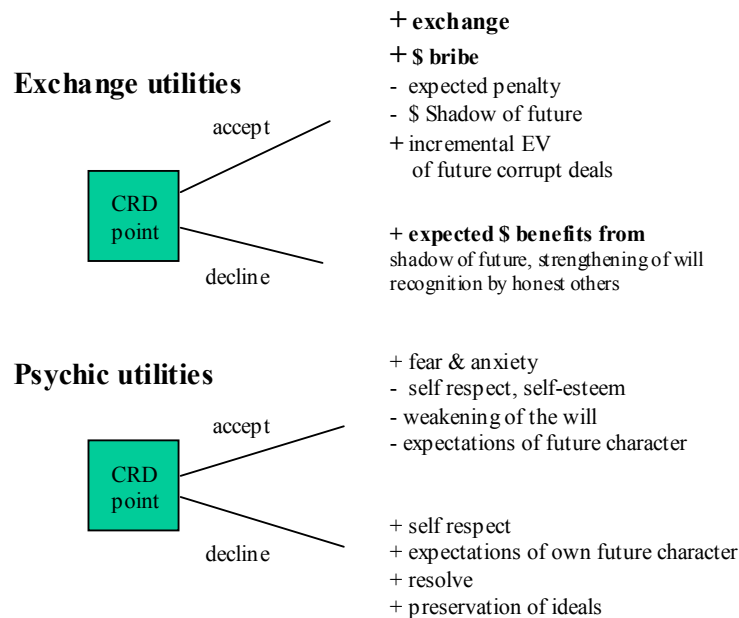 + exchange
+ $ bribe
Exchange utilities
- expected penalty
- $ Shadow of future
accept
+ incremental EV
of future corrupt deals
CRD
point
+ expected $ benefits from
shadow of future, strengthening of will
decline
recognition by honest others
Psychic utilities
+ fear & anxiety
- self respect, self-esteem
accept
- weakening of the will
- expectations of future character
CRD
point
+ self respect
decline
+ expectations of own future character
+ resolve
+ preservation of ideals